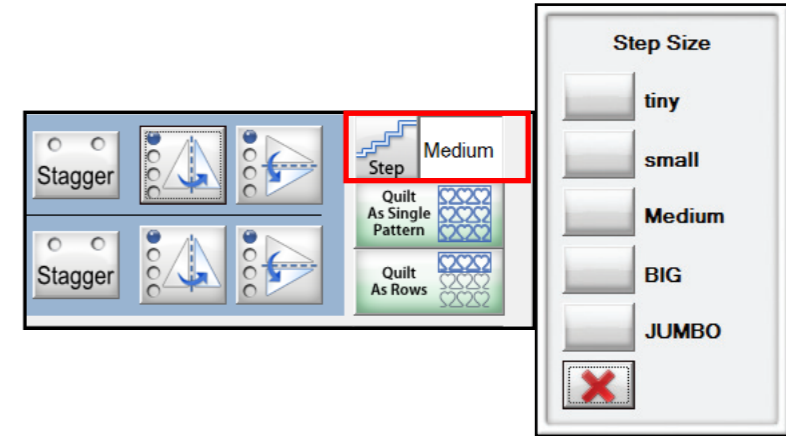 Stagger
Step
Medium
Quilt
As Single
Pattern
Stagger
Quilt
As Rows
Step Size
tiny
small
Medium
BIG
JUMBO